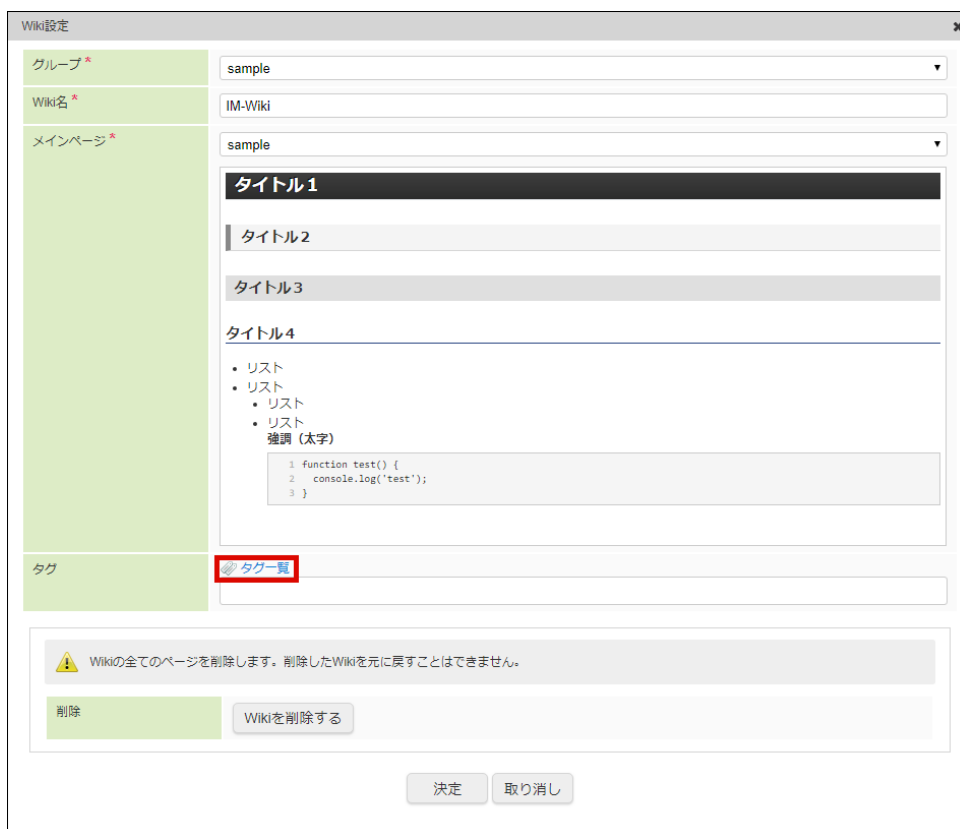 Wiki設定
グループ*
sample
Wiki名*
IM-Wiki
メインページ*
sample
タイトル１
タイトル２
タイトル３
タイトル４
リスト
リスト
リスト
リスト
強調（太字）
1 function test() {
2 console.log('test');
3 }
タグ
タグ一覧
Wikiの全てのページを削除します。削除したWikiを元に戻すことはできません。
削除
Wikiを削除する
決定 取り消し